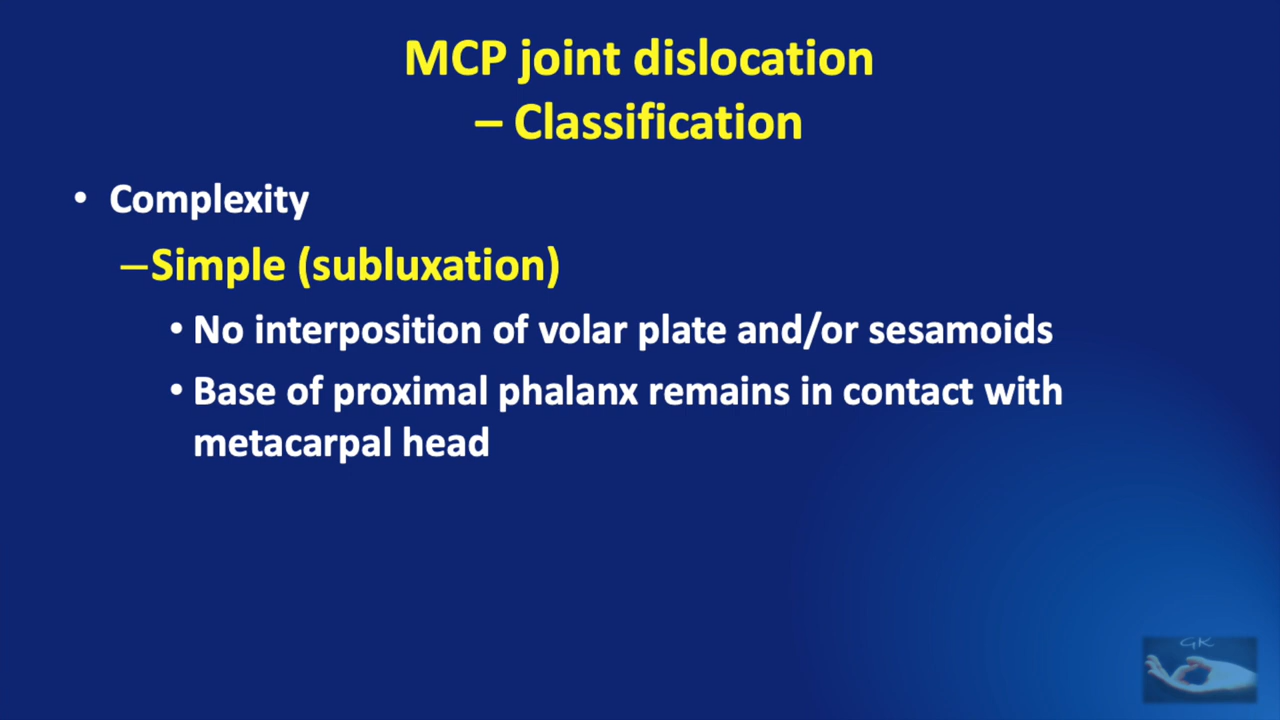 MCP joint dislocation
– Classification
• Complexity
–Simple (subluxation)
• No interposition of volar plate and/or sesamoids
• Base of proximal phalanx remains in contact with
metacarpal head
GK